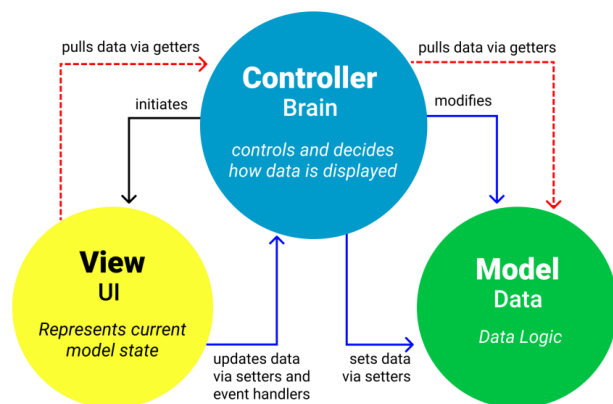 pulls data via getters
pulls data via getters
Controller
Brain
controls and decides
how data is displayed
initiates
modifies
View
UI
Represents current
model state
Model
Data
Data Logic
updates data
via setters and
event handlers
sets data
via setters